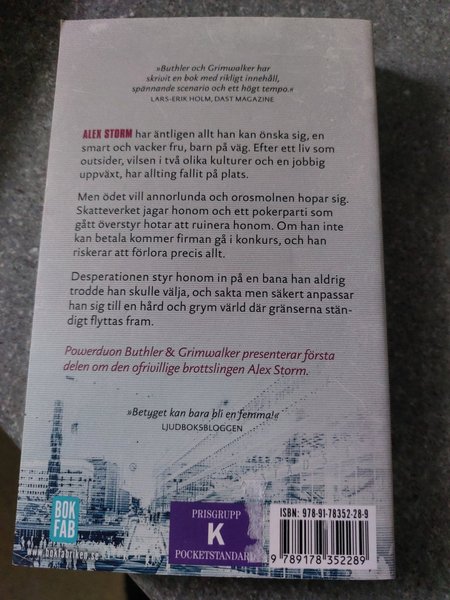 »Buthler och Grimwalker har
skrivit en bok med rikligt innehåll,
spännande scenario och ett högt tempo.«
LARS-ERIK HOLM, DAST MAGAZINE
ALEX STORM har äntligen allt han kan önska sig, en
smart och vacker fru, barn på väg. Efter ett liv som
outsider, vilsen i två olika kulturer och en jobbig
uppväxt, har allting fallit på plats.
Men ödet vill annorlunda och orosmolnen hopar sig.
Skatteverket jagar honom och ett pokerparti som
gått överstyr hotar att ruinera honom. Om han inte
kan betala kommer firman gå i konkurs, och han
riskerar att förlora precis allt.
Desperationen styr honom in på en bana han aldrig
trodde han skulle välja, och sakta men säkert anpassar
han sig till en hård och grym värld där gränserna stän-
digt flyttas fram.
Powerduon Buthler & Grimwalker presenterar första
delen om den ofrivillige brottslingen Alex Storm.
»Betyget kan bara bli en femma!«
LJUDBOKSBLOGGEN
BOK
FAB
www.bokfabriken.se
PRISGRUPP
K
POCKETSTANDARD
ISBN: 978-91-78352-28-9
9 789178 352289